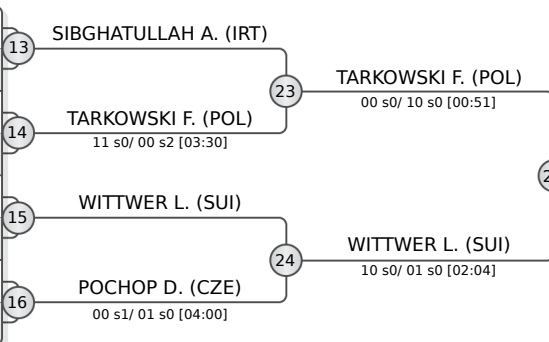 SIBGHATULLAH A. (IRT)
13
TARKOWSKI F. (POL)
23
00 s0/ 10 s0 [00:51]
TARKOWSKI F. (POL)
14
11 s0/ 00 s2 [03:30]
WITTWER L. (SUI)
15
WITTWER L. (SUI)
24
10 s0/ 01 s0 [02:04]
POCHOP D. (CZE)
16
00 s1/ 01 s0 [04:00]